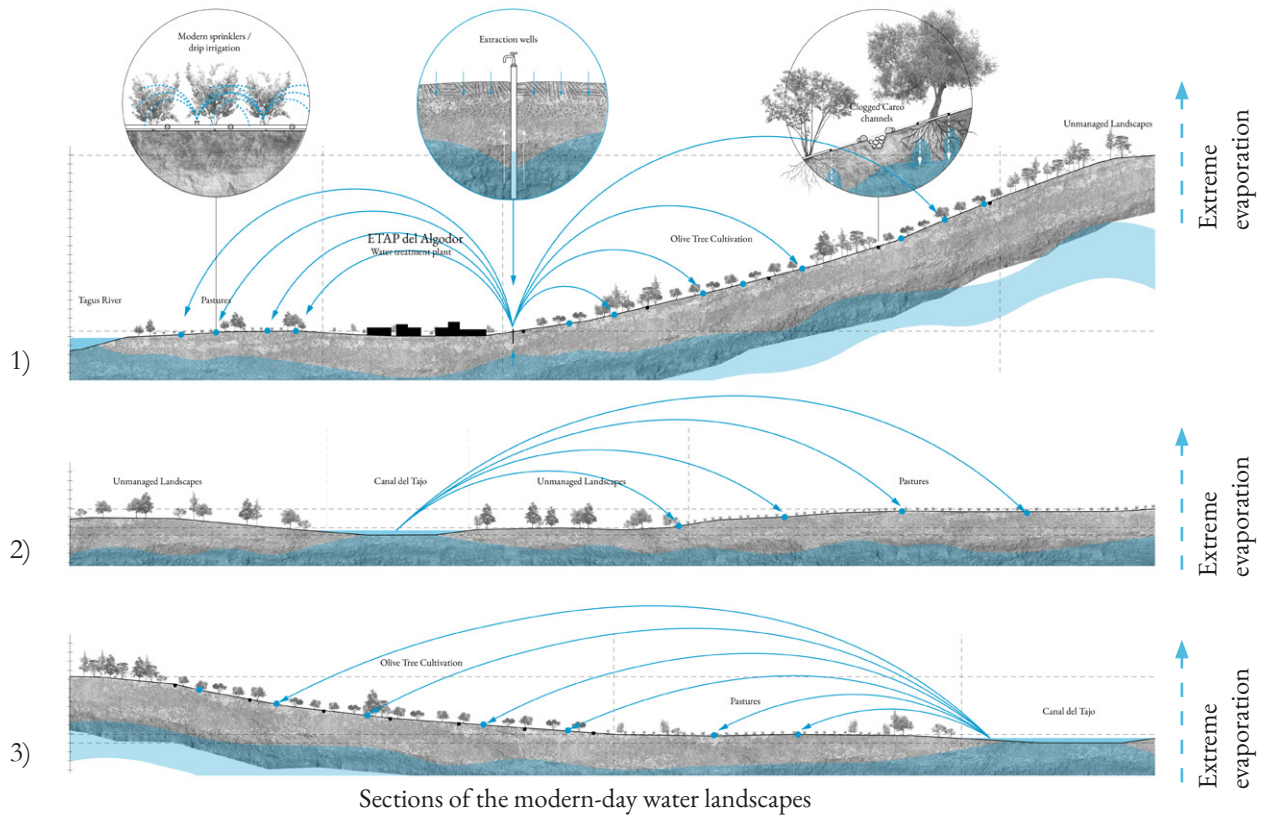 Modern sprinklers /
drip irrigation
Extraction wells
Clogged Careo
channels
Unmanaged Landscapes
Extreme
evaporation
ETAP del Algodor
Water treatment plant
Olive Tree Cultivation
Tagus River
Pastures
1)
Unmanaged Landscapes
Canal del Tajo
Unmanaged Landscapes
Pastures
Extreme
evaporation
2)
Olive Tree Cultivation
Pastures
Canal del Tajo
Extreme
evaporation
3)
Sections of the modern-day water landscapes